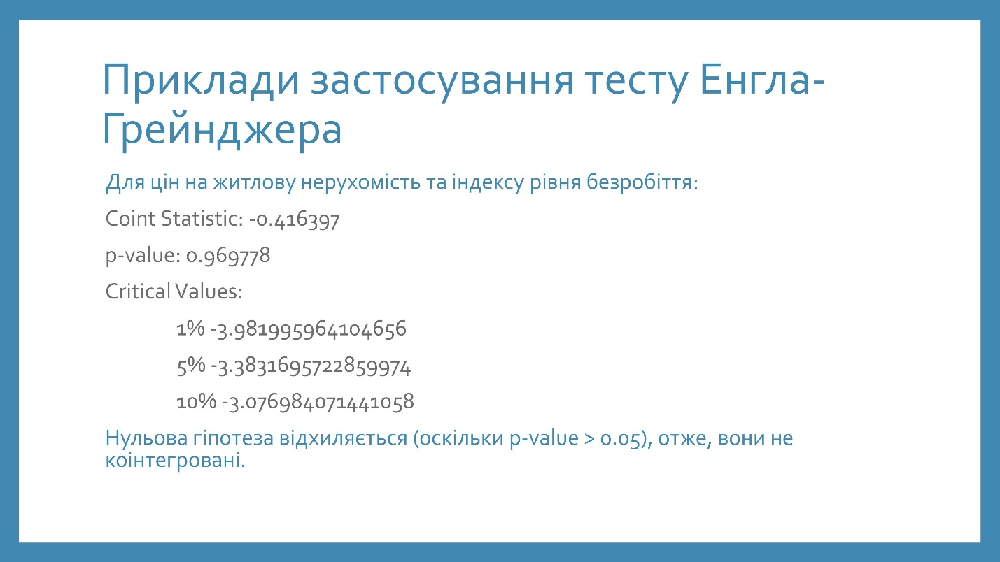 Приклади застосування тесту Енгла-
Грейнджера
Для цін на житлову нерухомість та індексу рівня безробіття:
Coint Statistic: -0.416397
p-value: 0.969778
Critical Values:
1% -3.981995964104656
5% -3.3831695722859974
10% -3.076984071441058
Нульова гіпотеза відхиляється (оскільки p-value > 0.05), отже, вони не
коінтегровані.